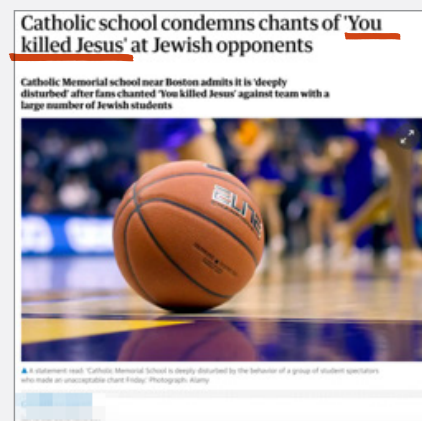 Catholic school condemns chants of 'You
killed Jesus' at Jewish opponents
Catholic Memorial school near Boston admits it is 'deeply
disturbed' after fans chanted 'You killed Jesus' against team with a
large number of Jewish students
ELITE
A statement read: 'Catholic Memorial School is deeply disturbed by the behavior of a group of student spectators
who made an unacceptable chant Friday.' Photograph: Alamy